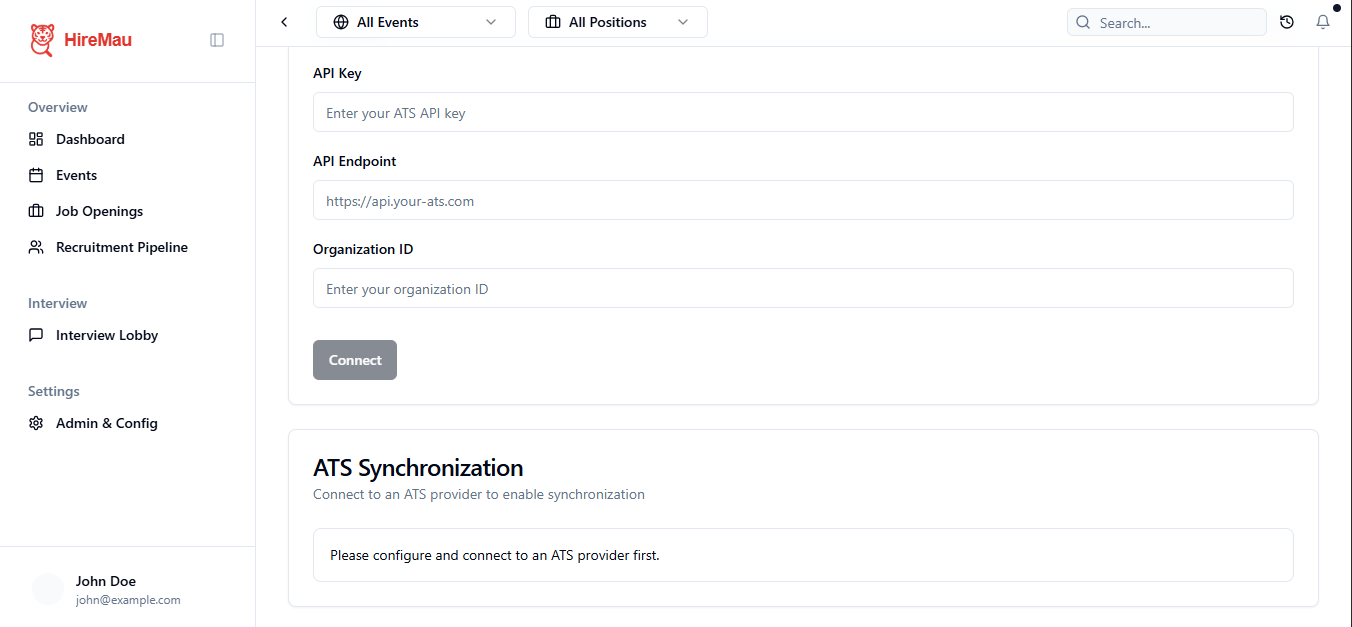 HireMau
All Events
All Positions
Search...
Overview
Dashboard
Events
Job Openings
Recruitment Pipeline
Interview
Interview Lobby
Settings
Admin & Config
John Doe
john@example.com
API Key
Enter your ATS API key
API Endpoint
https://api.your-ats.com
Organization ID
Enter your organization ID
Connect
ATS Synchronization
Connect to an ATS provider to enable synchronization
Please configure and connect to an ATS provider first.